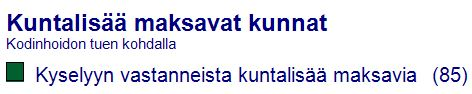 Kuntalisää maksavat kunnat
Kodinhoidon tuen kohdalla
Kyselyyn vastanneista kuntalisää maksavia (85)